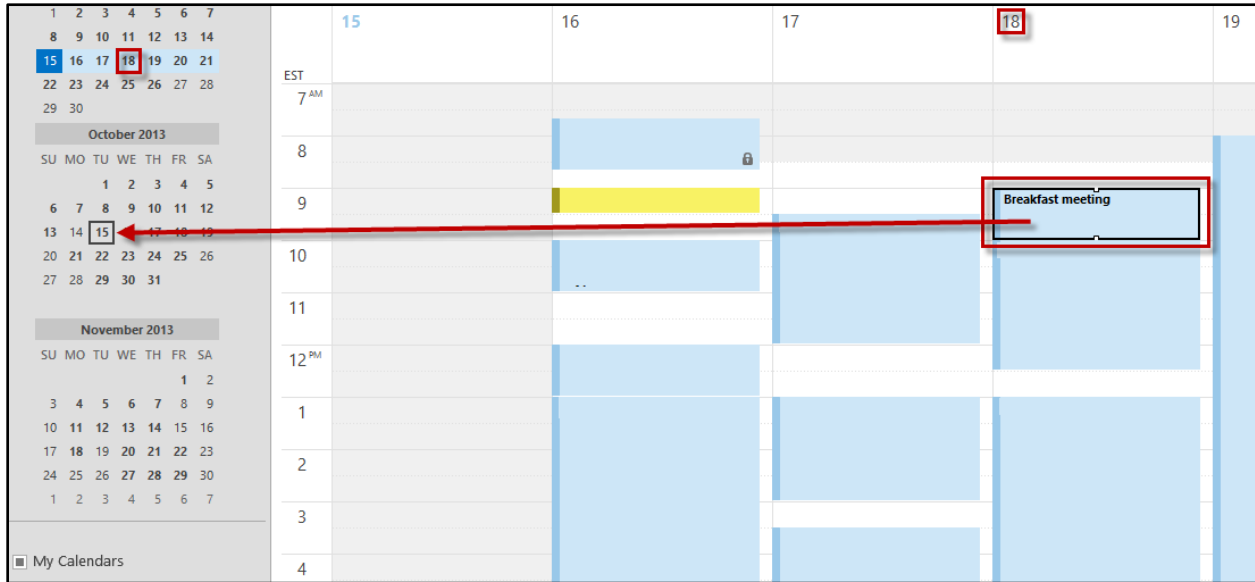 1 2 3 4 5 6 7
8 9 10 11 12 13 14
15 16 17 18 19 20 21
22 23 24 25 26 27 28
29 30
October 2013
SU MO TU WE TH FR SA
1 2 3 4 5
6 7 8 9 10 11 12
13 14 15 17 18 19
20 21 22 23 24 25 26
27 28 29 30 31
November 2013
SU MO TU WE TH FR SA
1 2
3 4 5 6 7 8 9
10 11 12 13 14 15 16
17 18 19 20 21 22 23
24 25 26 27 28 29 30
1 2 3 4 5 6 7
My Calendars
15 16 17 18 19
EST
7 AM
8
9
Breakfast meeting
10
11
12 PM
1
2
3
4